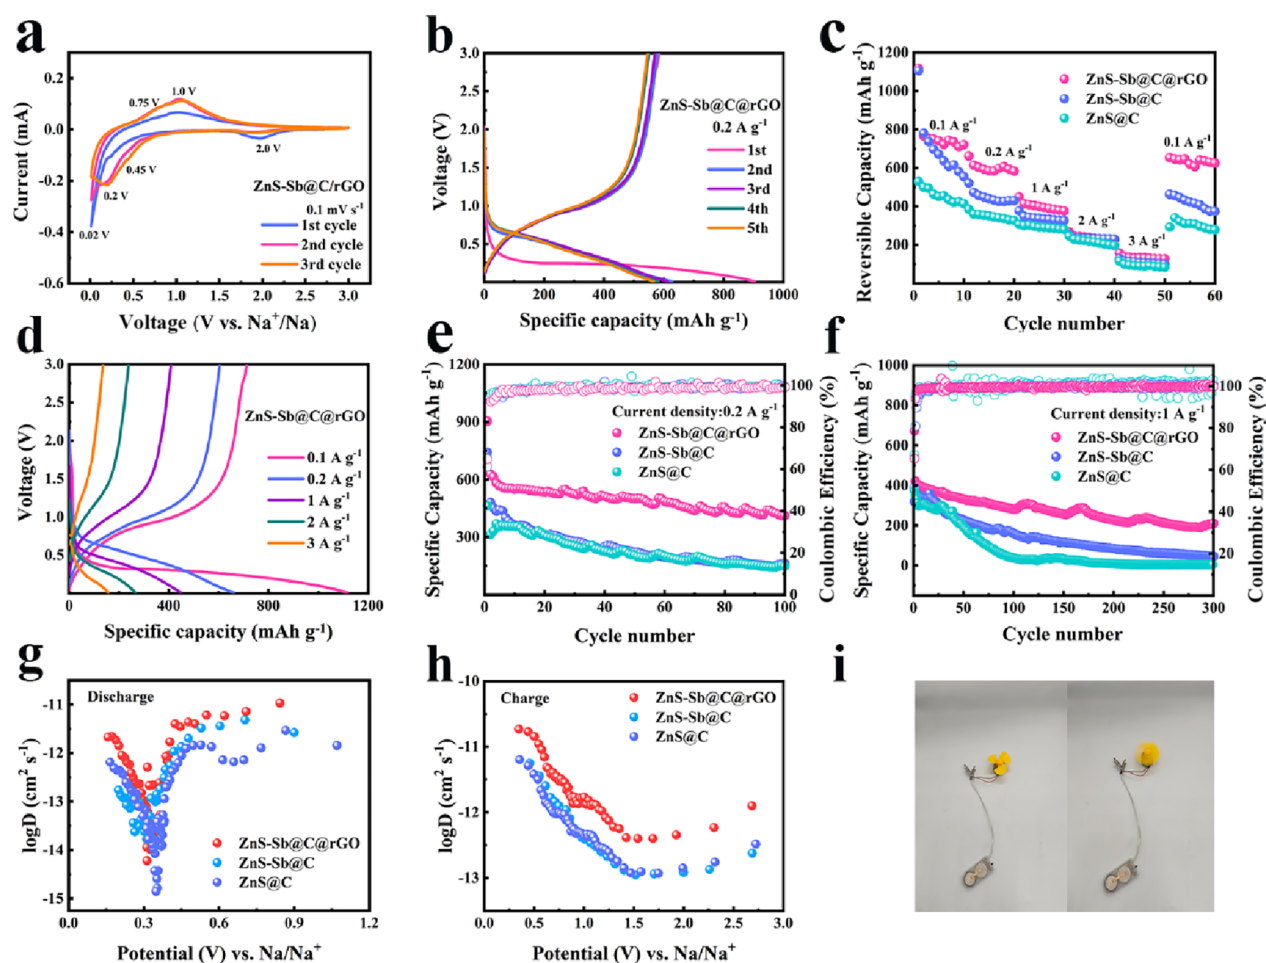 a
0.2
0.0
-0.2
-0.4
-0.6
Current (mA)
0.0
0.5
1.0
1.5
2.0
2.5
3.0
Voltage (V vs. Na⁺/Na)
0.75 V
1.0 V
2.0 V
0.45 V
0.2 V
0.02 V
ZnS-Sb@C/rGO
0.1 mV s⁻¹
1st cycle
2nd cycle
3rd cycle
b
3.0
2.5
2.0
1.5
1.0
0.5
Voltage (V)
0
200
400
600
800
1000
Specific capacity (mAh g⁻¹)
ZnS-Sb@C@rGO
0.2 A g⁻¹
1st
2nd
3rd
4th
5th
c
1200
1000
800
600
400
200
Reversible Capacity (mAh g⁻¹)
0
10
20
30
40
50
60
Cycle number
ZnS-Sb@C@rGO
ZnS-Sb@C
ZnS@C
0.1 A g⁻¹
0.2 A g⁻¹
1 A g⁻¹
2 A g⁻¹
3 A g⁻¹
0.1 A g⁻¹
d
3.0
2.5
2.0
1.5
1.0
0.5
Voltage (V)
0
400
800
1200
Specific capacity (mAh g⁻¹)
ZnS-Sb@C@rGO
0.1 A g⁻¹
0.2 A g⁻¹
1 A g⁻¹
2 A g⁻¹
3 A g⁻¹
e
1200
900
600
300
Specific Capacity (mAh g⁻¹)
0
20
40
60
80
100
Cycle number
100
80
60
40
20
0
Coulombic Efficiency (%)
Current density:0.2 A g⁻¹
ZnS-Sb@C@rGO
ZnS-Sb@C
ZnS@C
f
1000
800
600
400
200
0
Specific Capacity (mAh g⁻¹)
0
50
100
150
200
250
300
Cycle number
100
80
60
40
20
0
Coulombic Efficiency (%)
Current density:1 A g⁻¹
ZnS-Sb@C@rGO
ZnS-Sb@C
ZnS@C
g
-11
-12
-13
-14
-15
logD (cm² s⁻¹)
0.0
0.3
0.6
0.9
1.2
Potential (V) vs. Na/Na⁺
Discharge
ZnS-Sb@C@rGO
ZnS-Sb@C
ZnS@C
h
-10
-11
-12
-13
logD (cm² s⁻¹)
0.0
0.5
1.0
1.5
2.0
2.5
3.0
Potential (V) vs. Na/Na⁺
Charge
ZnS-Sb@C@rGO
ZnS-Sb@C
ZnS@C
i